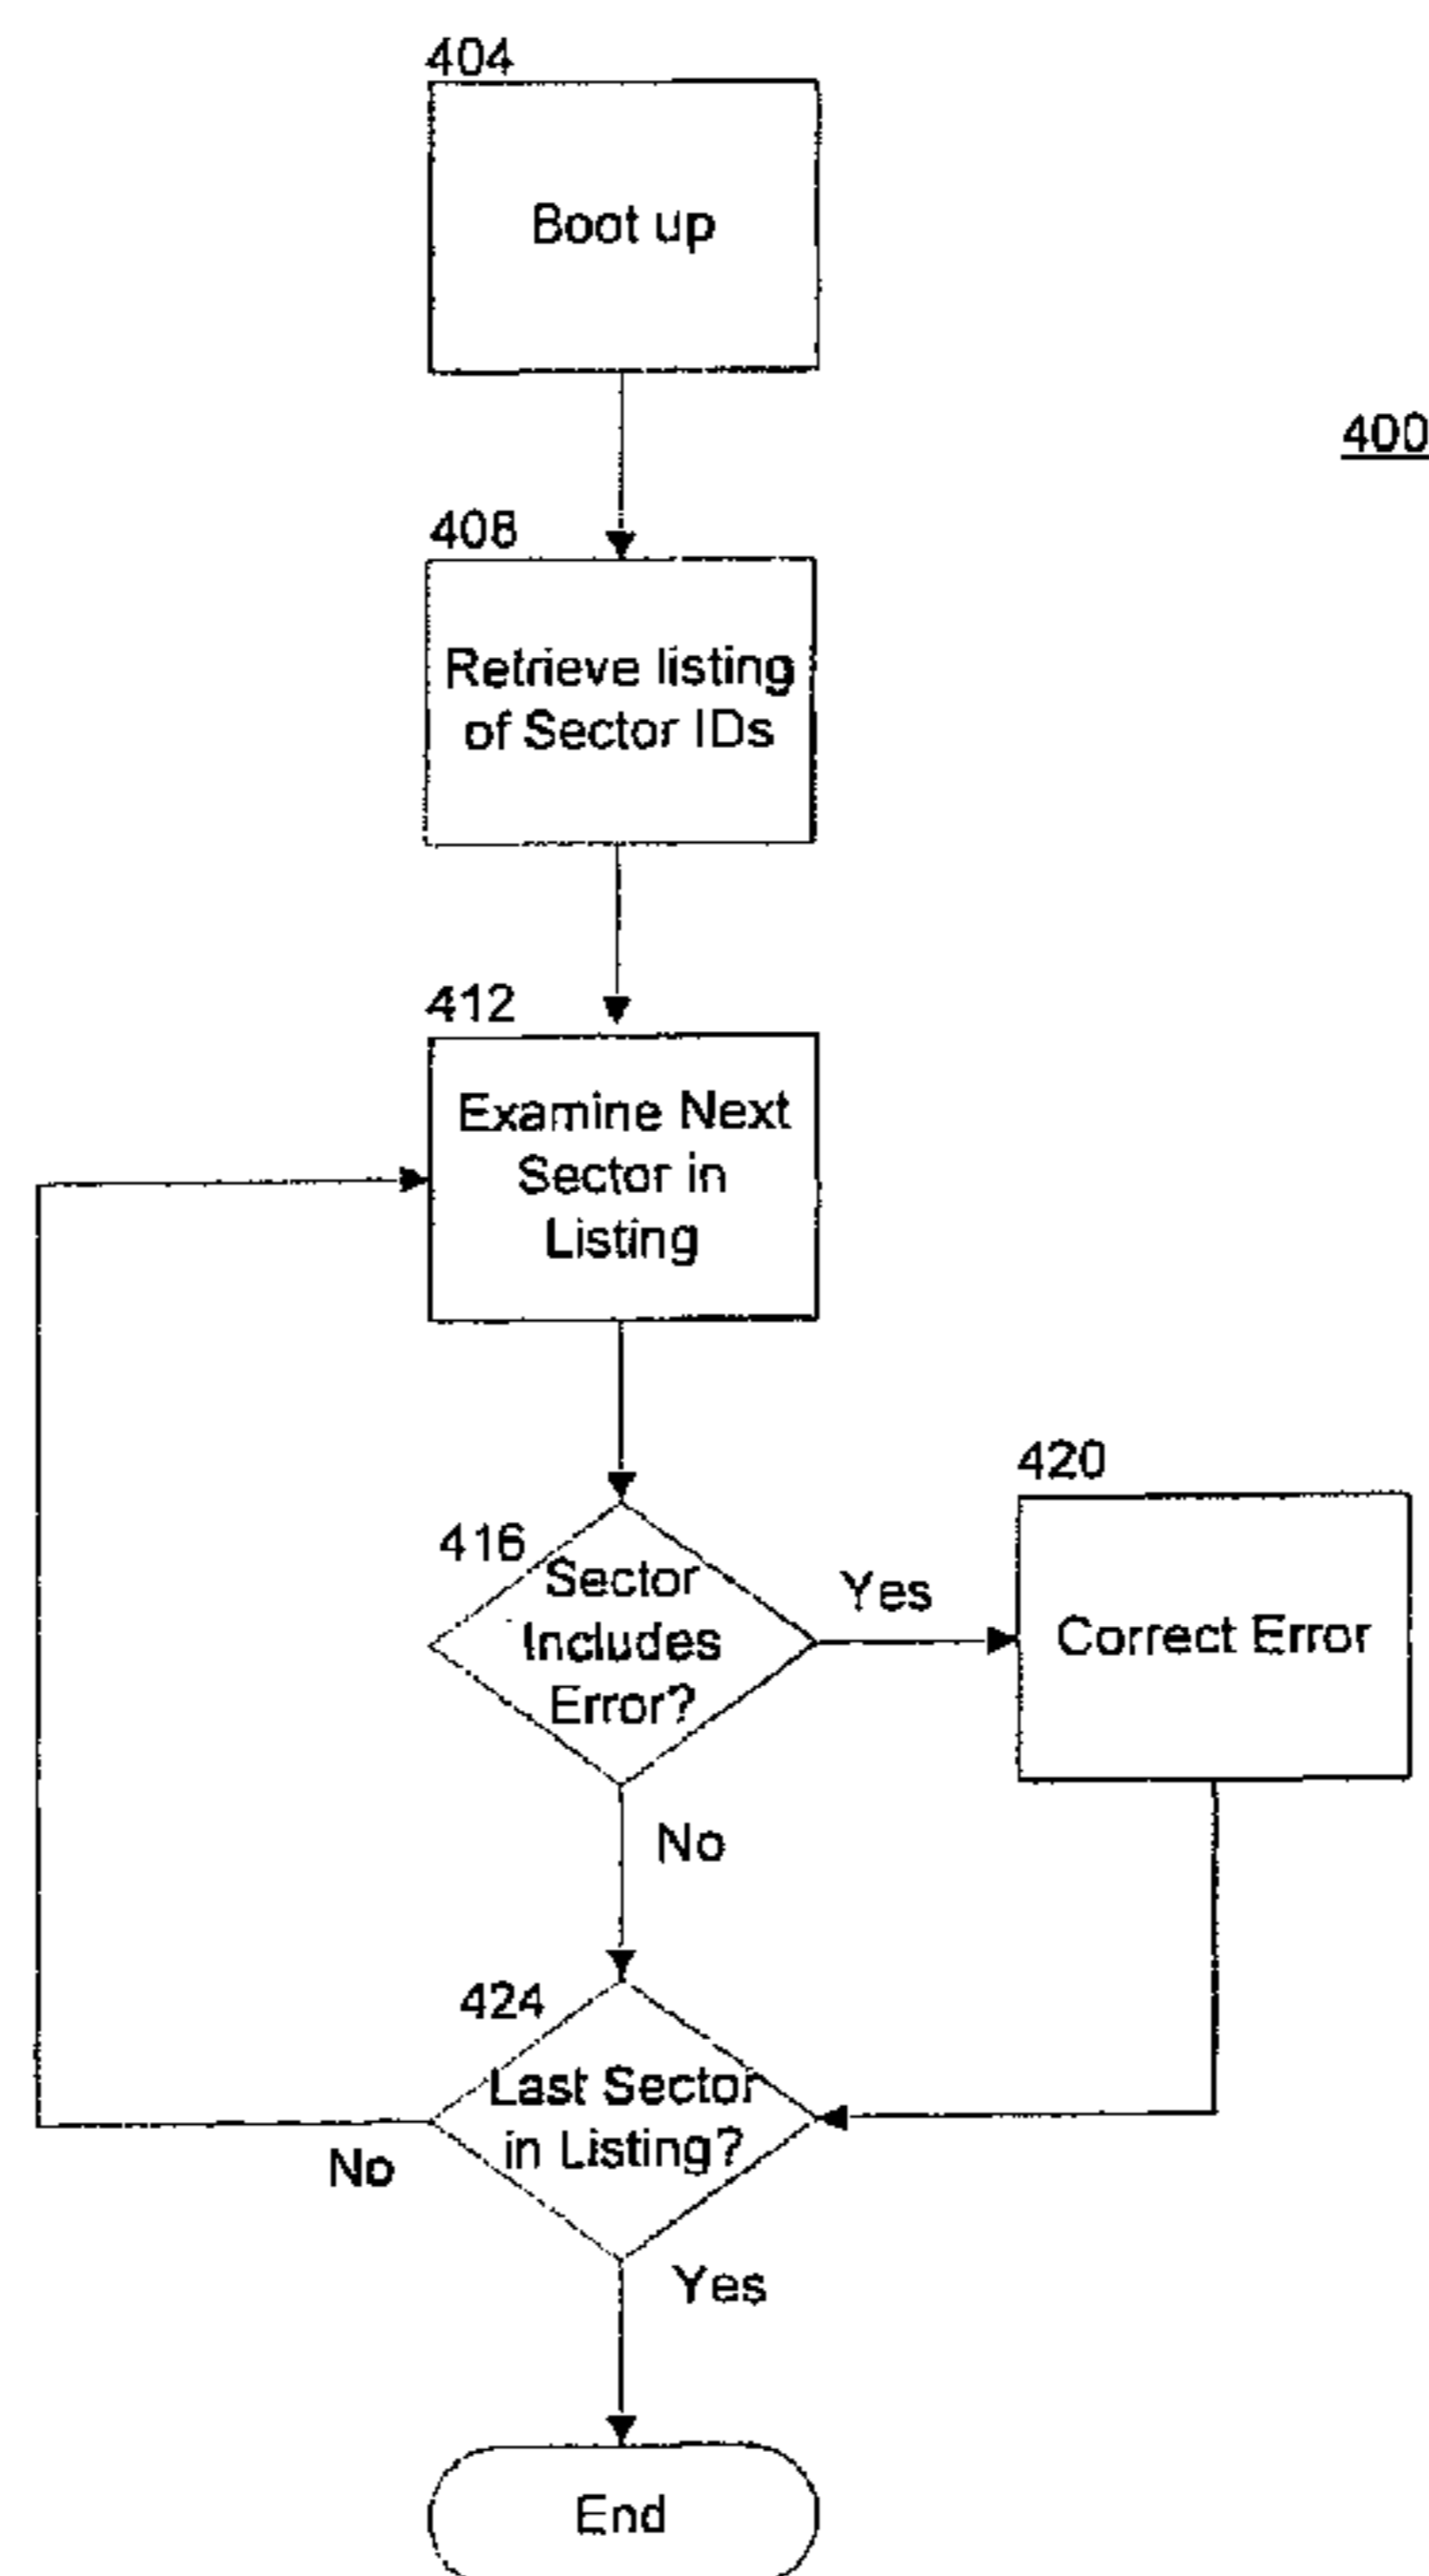 404
Boot up
400
408
Retrieve listing
of Sector IDs
412
Examine Next
Sector in
Listing
416
Sector
Includes
Error?
Yes
420
Correct Error
No
424
Last Sector
in Listing?
No
Yes
End